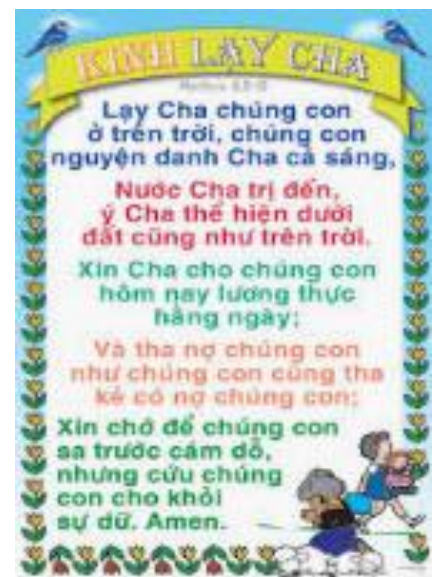 KINH LẠY CHA
Lạy Cha chúng con
ở trên trời, chúng con
nguyện danh Cha cả sáng,
Nước Cha trị đến,
ý Cha thể hiện dưới
đất cũng như trên trời.
Xin Cha cho chúng con
hôm nay lương thực
hằng ngày;
Và tha nợ chúng con
như chúng con cũng tha
kẻ có nợ chúng con;
Xin chớ để chúng con
sa trước cám dỗ,
nhưng cứu chúng
con cho khỏi
sự dữ. Amen.